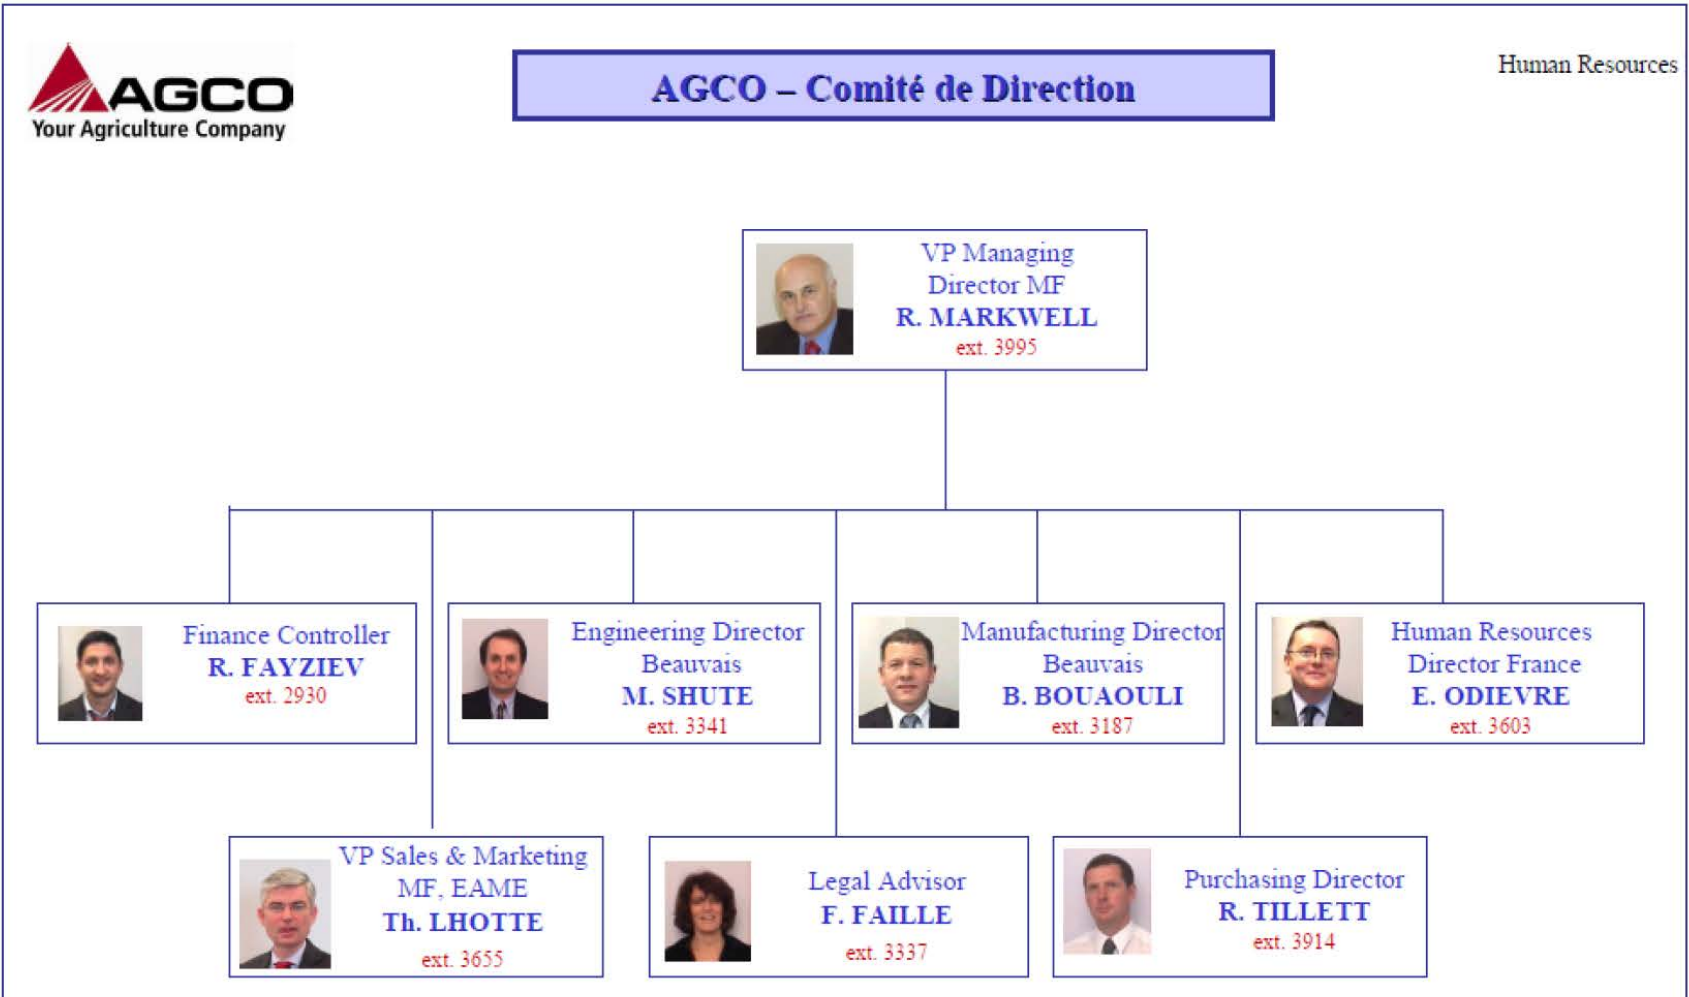 AGCO
Your Agriculture Company
AGCO – Comité de Direction
Human Resources
VP Managing
Director MF
R. MARKWELL
ext. 3995
Finance Controller
R. FAYZIEV
ext. 2930
Engineering Director
Beauvais
M. SHUTE
ext. 3341
Manufacturing Director
Beauvais
B. BOUAOULI
ext. 3187
Human Resources
Director France
E. ODIEVRE
ext. 3603
VP Sales & Marketing
MF, EAME
Th. LHOTTE
ext. 3655
Legal Advisor
F. FAILLE
ext. 3337
Purchasing Director
R. TILLETT
ext. 3914